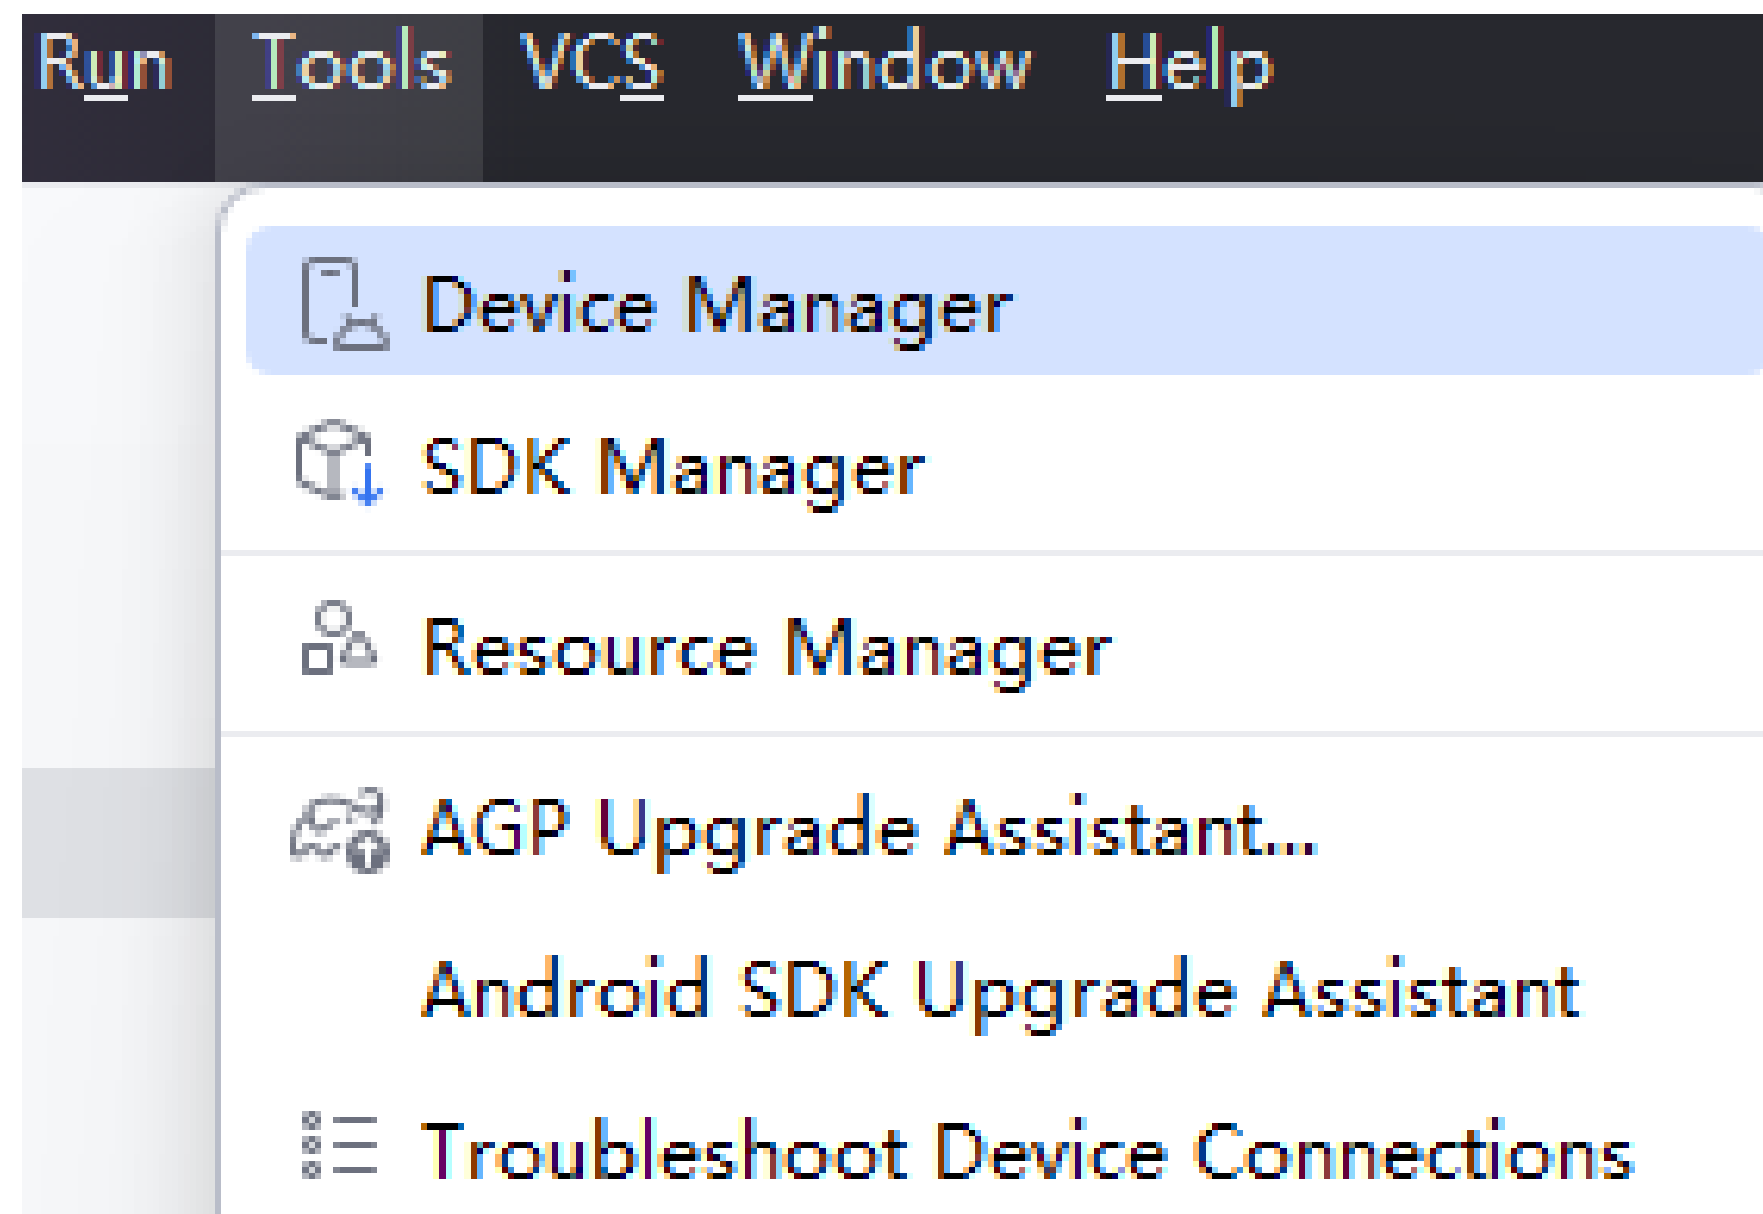 Run Tools VCS Window Help
Device Manager
SDK Manager
Resource Manager
AGP Upgrade Assistant...
Android SDK Upgrade Assistant
Troubleshoot Device Connections